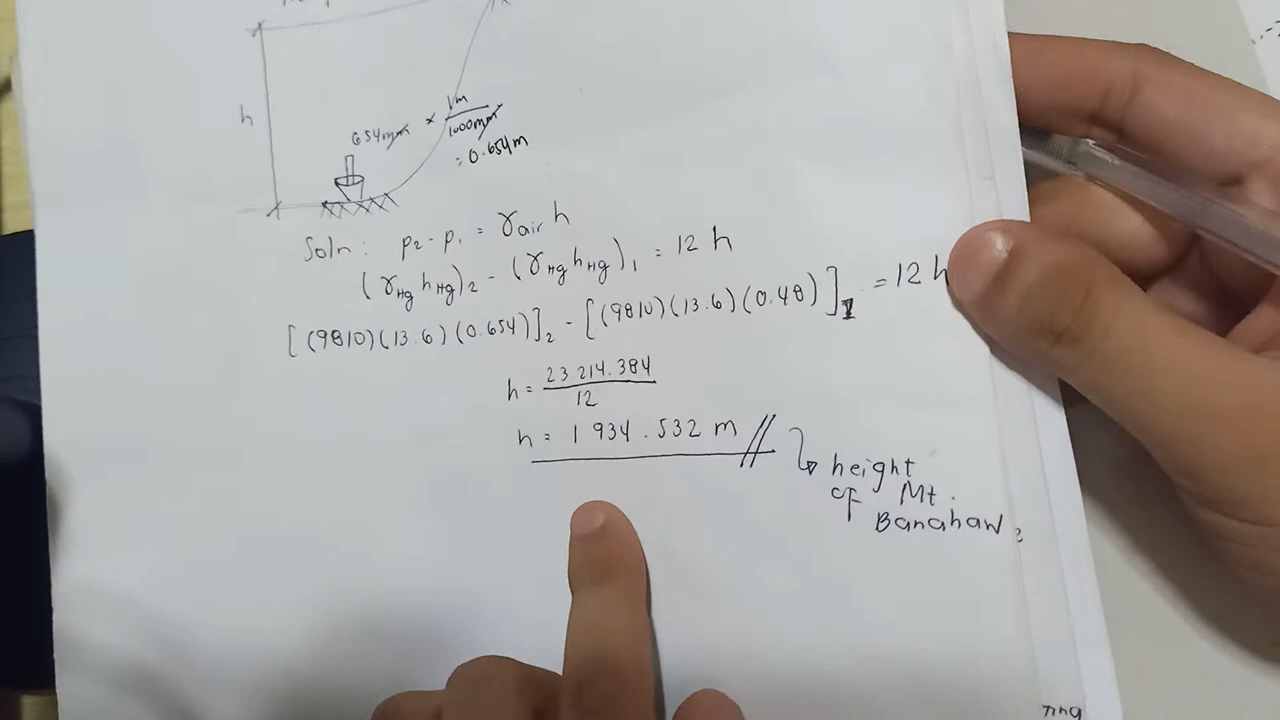 h
654mm × 1m
1000mm
= 0.654m
Soln: p₂ - p₁ = γair h
(γHg hHg)₂ - (γHg hHg)₁ = 12 h
[(9810)(13.6)(0.654)]₂ - [(9810)(13.6)(0.48)]₁ = 12 h
h = 23 214.384
12
h = 1 934.532 m
height
of Mt.
Banahaw